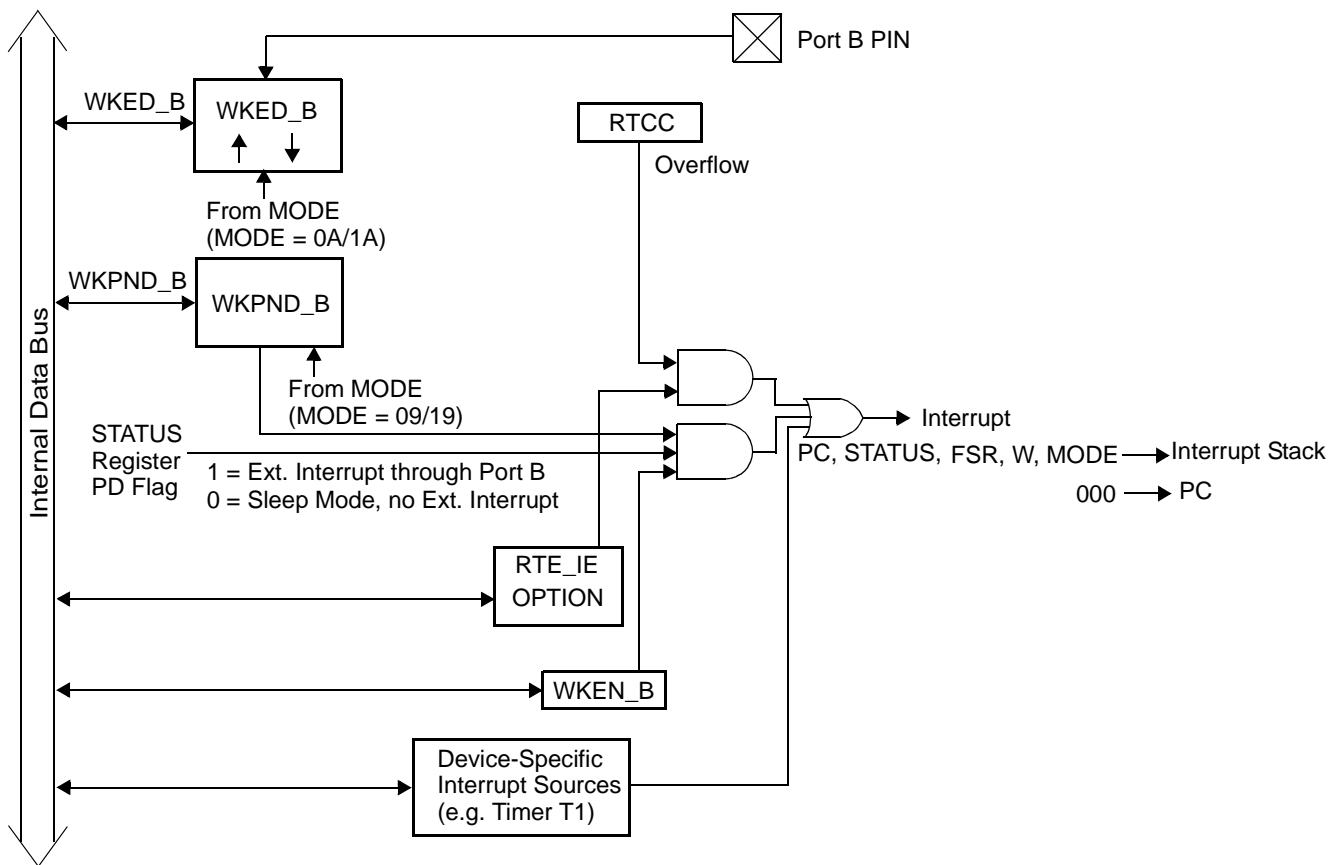 Port B PIN
WKED_B
WKED_B
RTCC
Overflow
From MODE
(MODE = 0A/1A)
WKPND_B
WKPND_B
Internal Data Bus
From MODE
(MODE = 09/19)
STATUS
Register
PD Flag
1 = Ext. Interrupt through Port B
0 = Sleep Mode, no Ext. Interrupt
Interrupt
PC, STATUS, FSR, W, MODE
Interrupt Stack
000
PC
RTE_IE
OPTION
WKEN_B
Device-Specific
Interrupt Sources
(e.g. Timer T1)